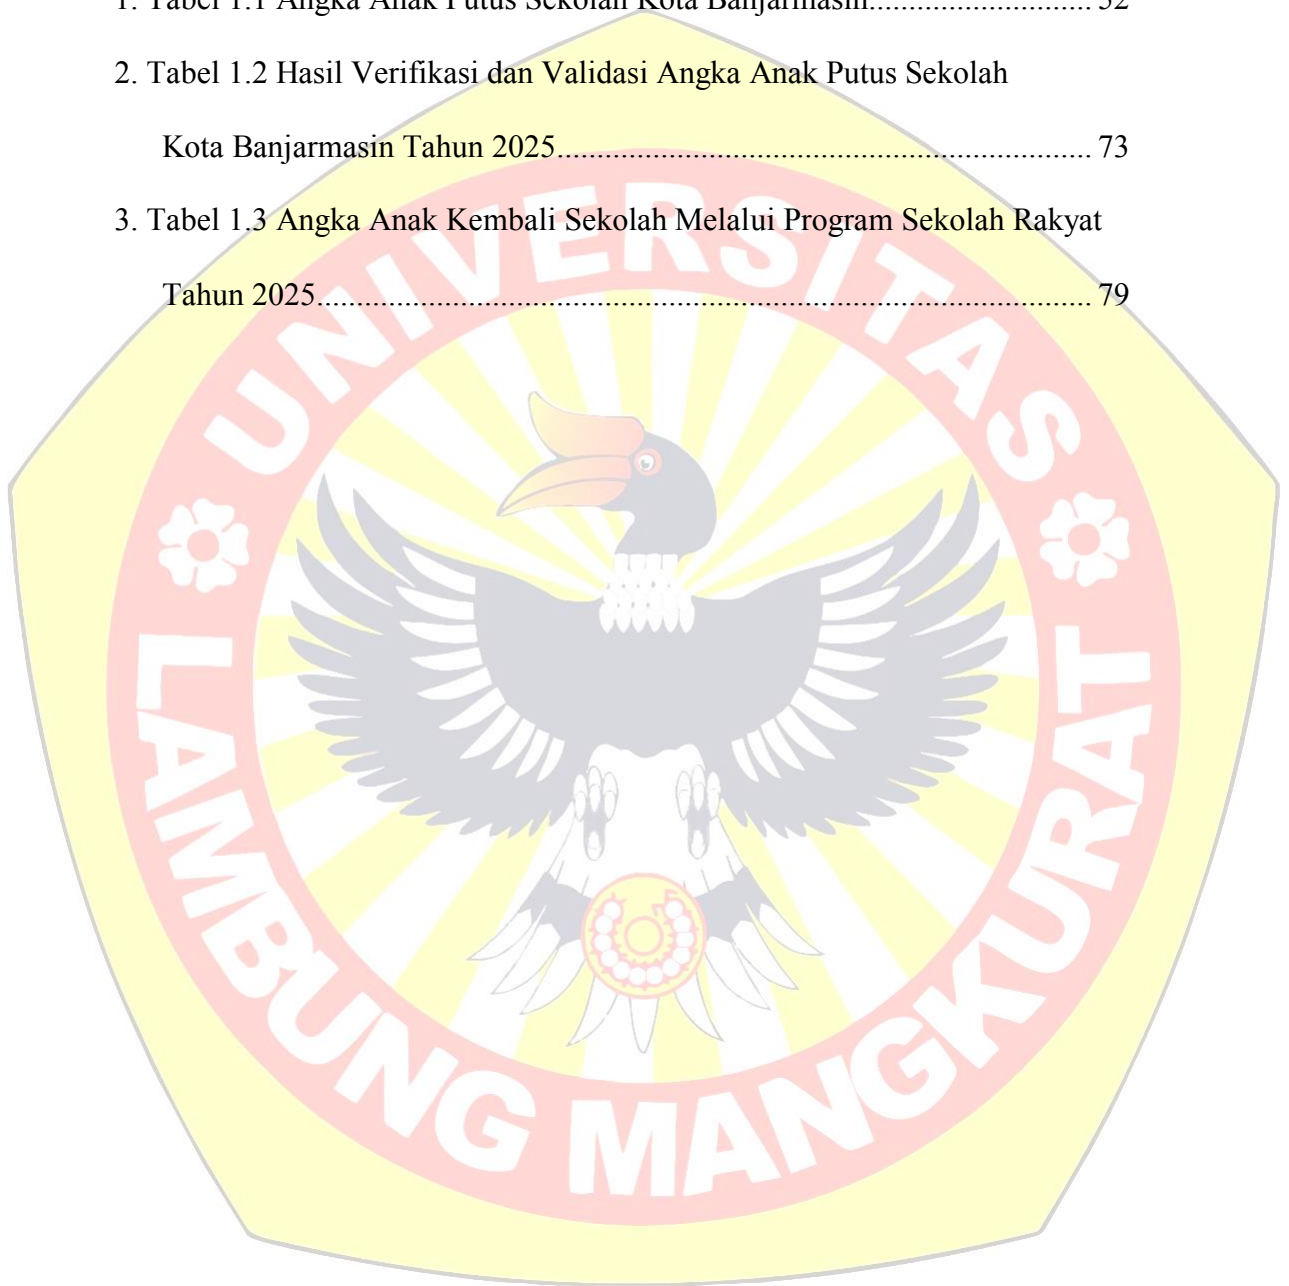 1. Tabel 1.1 Angka Anak Putus Sekolah Kota Banjarmasin............................ 52
2. Tabel 1.2 Hasil Verifikasi dan Validasi Angka Anak Putus Sekolah
Kota Banjarmasin Tahun 2025................................................................... 73
3. Tabel 1.3 Angka Anak Kembali Sekolah Melalui Program Sekolah Rakyat
Tahun 2025................................................................................................. 79
UNIVERSITAS
LAMBUNG MANGKURAT